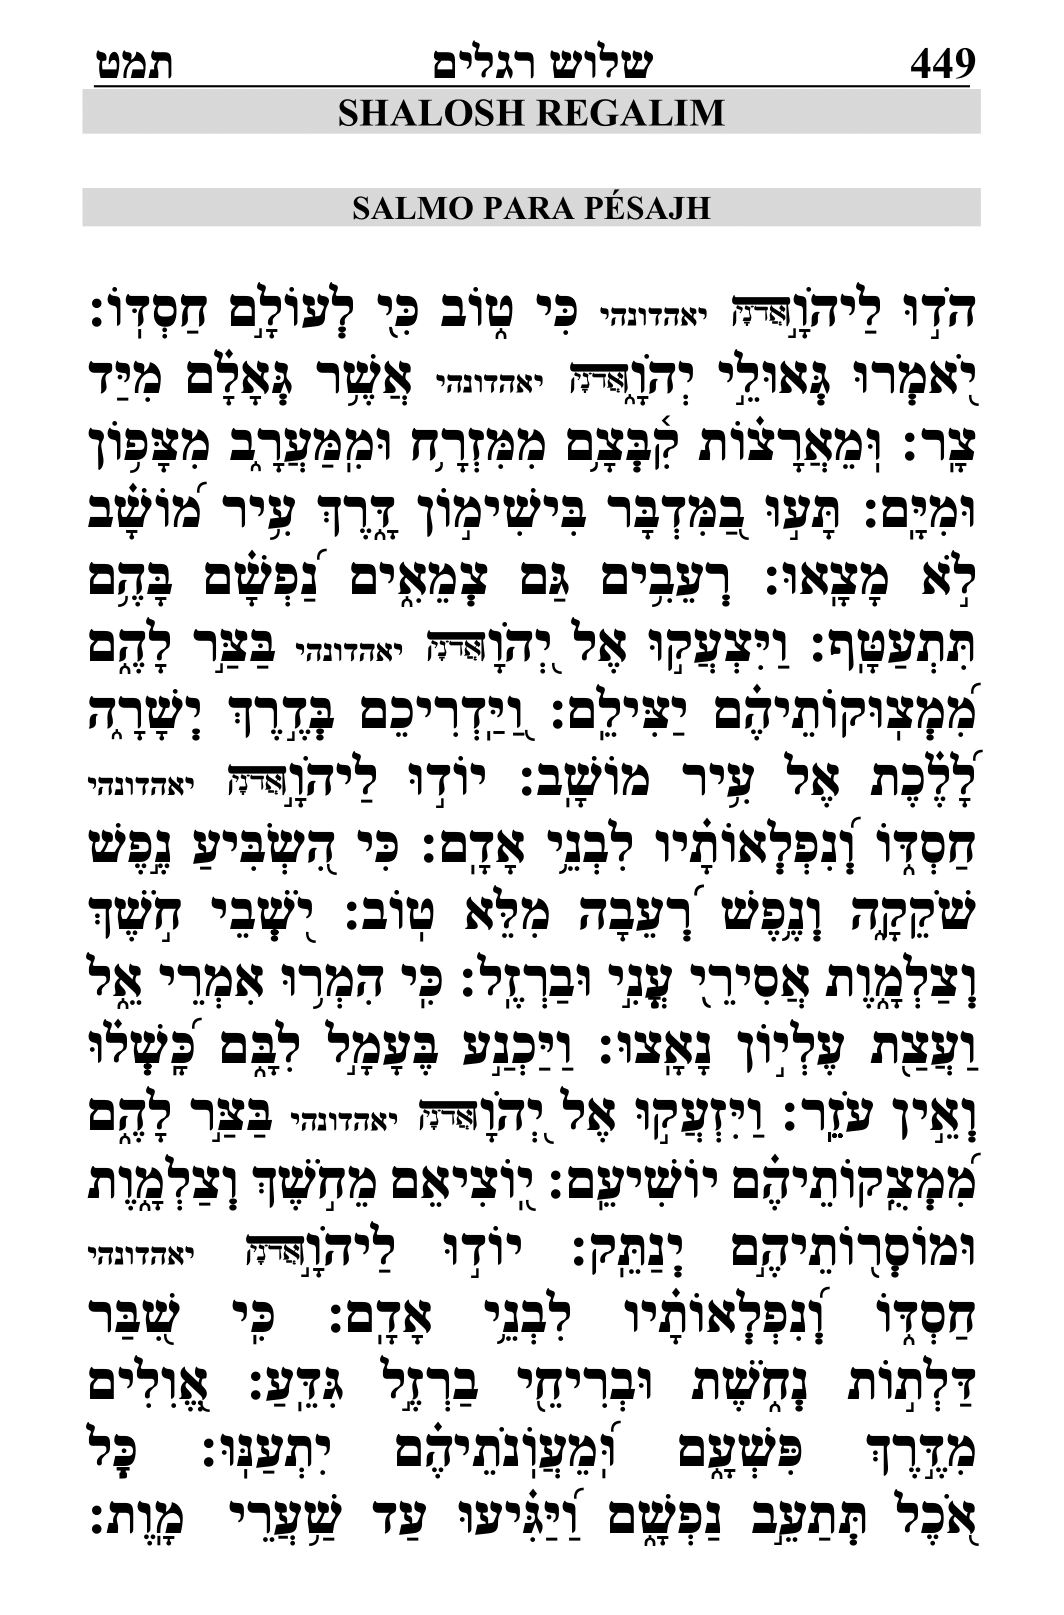 449 שלוש רגלים תמט
SHALOSH REGALIM
SALMO PARA PÉSAJH
הֹד֣וּ לַיהֹוָ֣אֲדֹנָי יאהדונהי כִּי ט֑וֹב כִּ֖י לְעוֹלָ֣ם חַסְדּֽוֹ׃
יֹ֭אמְרוּ גְּאוּלֵ֣י יְהֹוָ֑אֲדֹנָי יאהדונהי אֲשֶׁ֥ר גְּ֝אָלָ֗ם מִיַּד
צָֽר׃ וּֽמֵאֲרָצ֗וֹת קִ֫בְּצָ֥ם מִמִּזְרָ֥ח וּמִֽמַּעֲרָ֑ב מִצָּפ֥וֹן
וּמִיָּֽם׃ תָּע֣וּ בַ֭מִּדְבָּר בִּישִׁימ֣וֹן דָּ֑רֶךְ עִ֥יר מ֝וֹשָׁ֗ב
לֹ֣א מָצָֽאוּ׃ רְעֵבִ֥ים גַּם צְמֵאִ֑ים נַ֝פְשָׁ֗ם בָּהֶ֥ם
תִּתְעַטָּֽף׃ וַיִּצְעֲק֣וּ אֶל יְ֭הֹוָאֲדֹנָי יאהדונהי בַּצַּ֣ר לָהֶ֑ם
מִ֝מְּצֽוּקוֹתֵיהֶ֗ם יַצִּילֵֽם׃ וַ֭יַּֽדְרִיכֵם בְּדֶ֣רֶךְ יְשָׁרָ֑ה
לָ֝לֶ֗כֶת אֶל עִ֥יר מוֹשָֽׁב׃ יוֹד֣וּ לַיהֹוָ֣אֲדֹנָי יאהדונהי
חַסְדּ֑וֹ וְ֝נִפְלְאוֹתָ֗יו לִבְנֵ֥י אָדָֽם׃ כִּי הִ֭שְׂבִּיעַ נֶ֣פֶשׁ
שֹׁקֵקָ֑ה וְנֶ֥פֶשׁ רְ֝עֵבָה מִלֵּא טֽוֹב׃ יֹ֭שְׁבֵי חֹ֣שֶׁךְ
וְצַלְמָ֑וֶת אֲסִירֵ֖י עֳנִ֣י וּבַרְזֶֽל׃ כִּֽי הִמְר֥וּ אִמְרֵי אֵ֑ל
וַעֲצַ֖ת עֶלְי֣וֹן נָאָֽצוּ׃ וַיַּכְנַ֣ע בֶּעָמָ֣ל לִבָּ֑ם כָּ֝שְׁל֗וּ
וְאֵ֣ין עֹזֵֽר׃ וַיִּזְעֲק֣וּ אֶל יְ֭הֹוָאֲדֹנָי יאהדונהי בַּצַּ֣ר לָהֶ֑ם
מִ֝מְּצֻֽקוֹתֵיהֶ֗ם יוֹשִׁיעֵֽם׃ יֽ֭וֹצִיאֵם מֵחֹ֣שֶׁךְ וְצַלְמָ֑וֶת
וּמוֹסְר֖וֹתֵיהֶ֣ם יְנַתֵּֽק׃ יוֹד֣וּ לַיהֹוָ֣אֲדֹנָי יאהדונהי
חַסְדּ֑וֹ וְ֝נִפְלְאוֹתָ֗יו לִבְנֵ֥י אָדָֽם׃ כִּֽי שִׁ֭בַּר
דַּלְת֣וֹת נְחֹ֑שֶׁת וּבְרִיחֵ֖י בַרְזֶ֣ל גִּדֵּֽעַ׃ אֱ֭וִלִים
מִדֶּ֣רֶךְ פִּשְׁעָ֑ם וּ֝מֵעֲוֺֽנֹתֵיהֶ֗ם יִתְעַנּֽוּ׃ כׇּל
אֹ֭כֶל תְּתַעֵ֣ב נַפְשָׁ֑ם וַ֝יַּגִּ֗יעוּ עַד שַׁ֥עֲרֵי מָֽוֶת׃